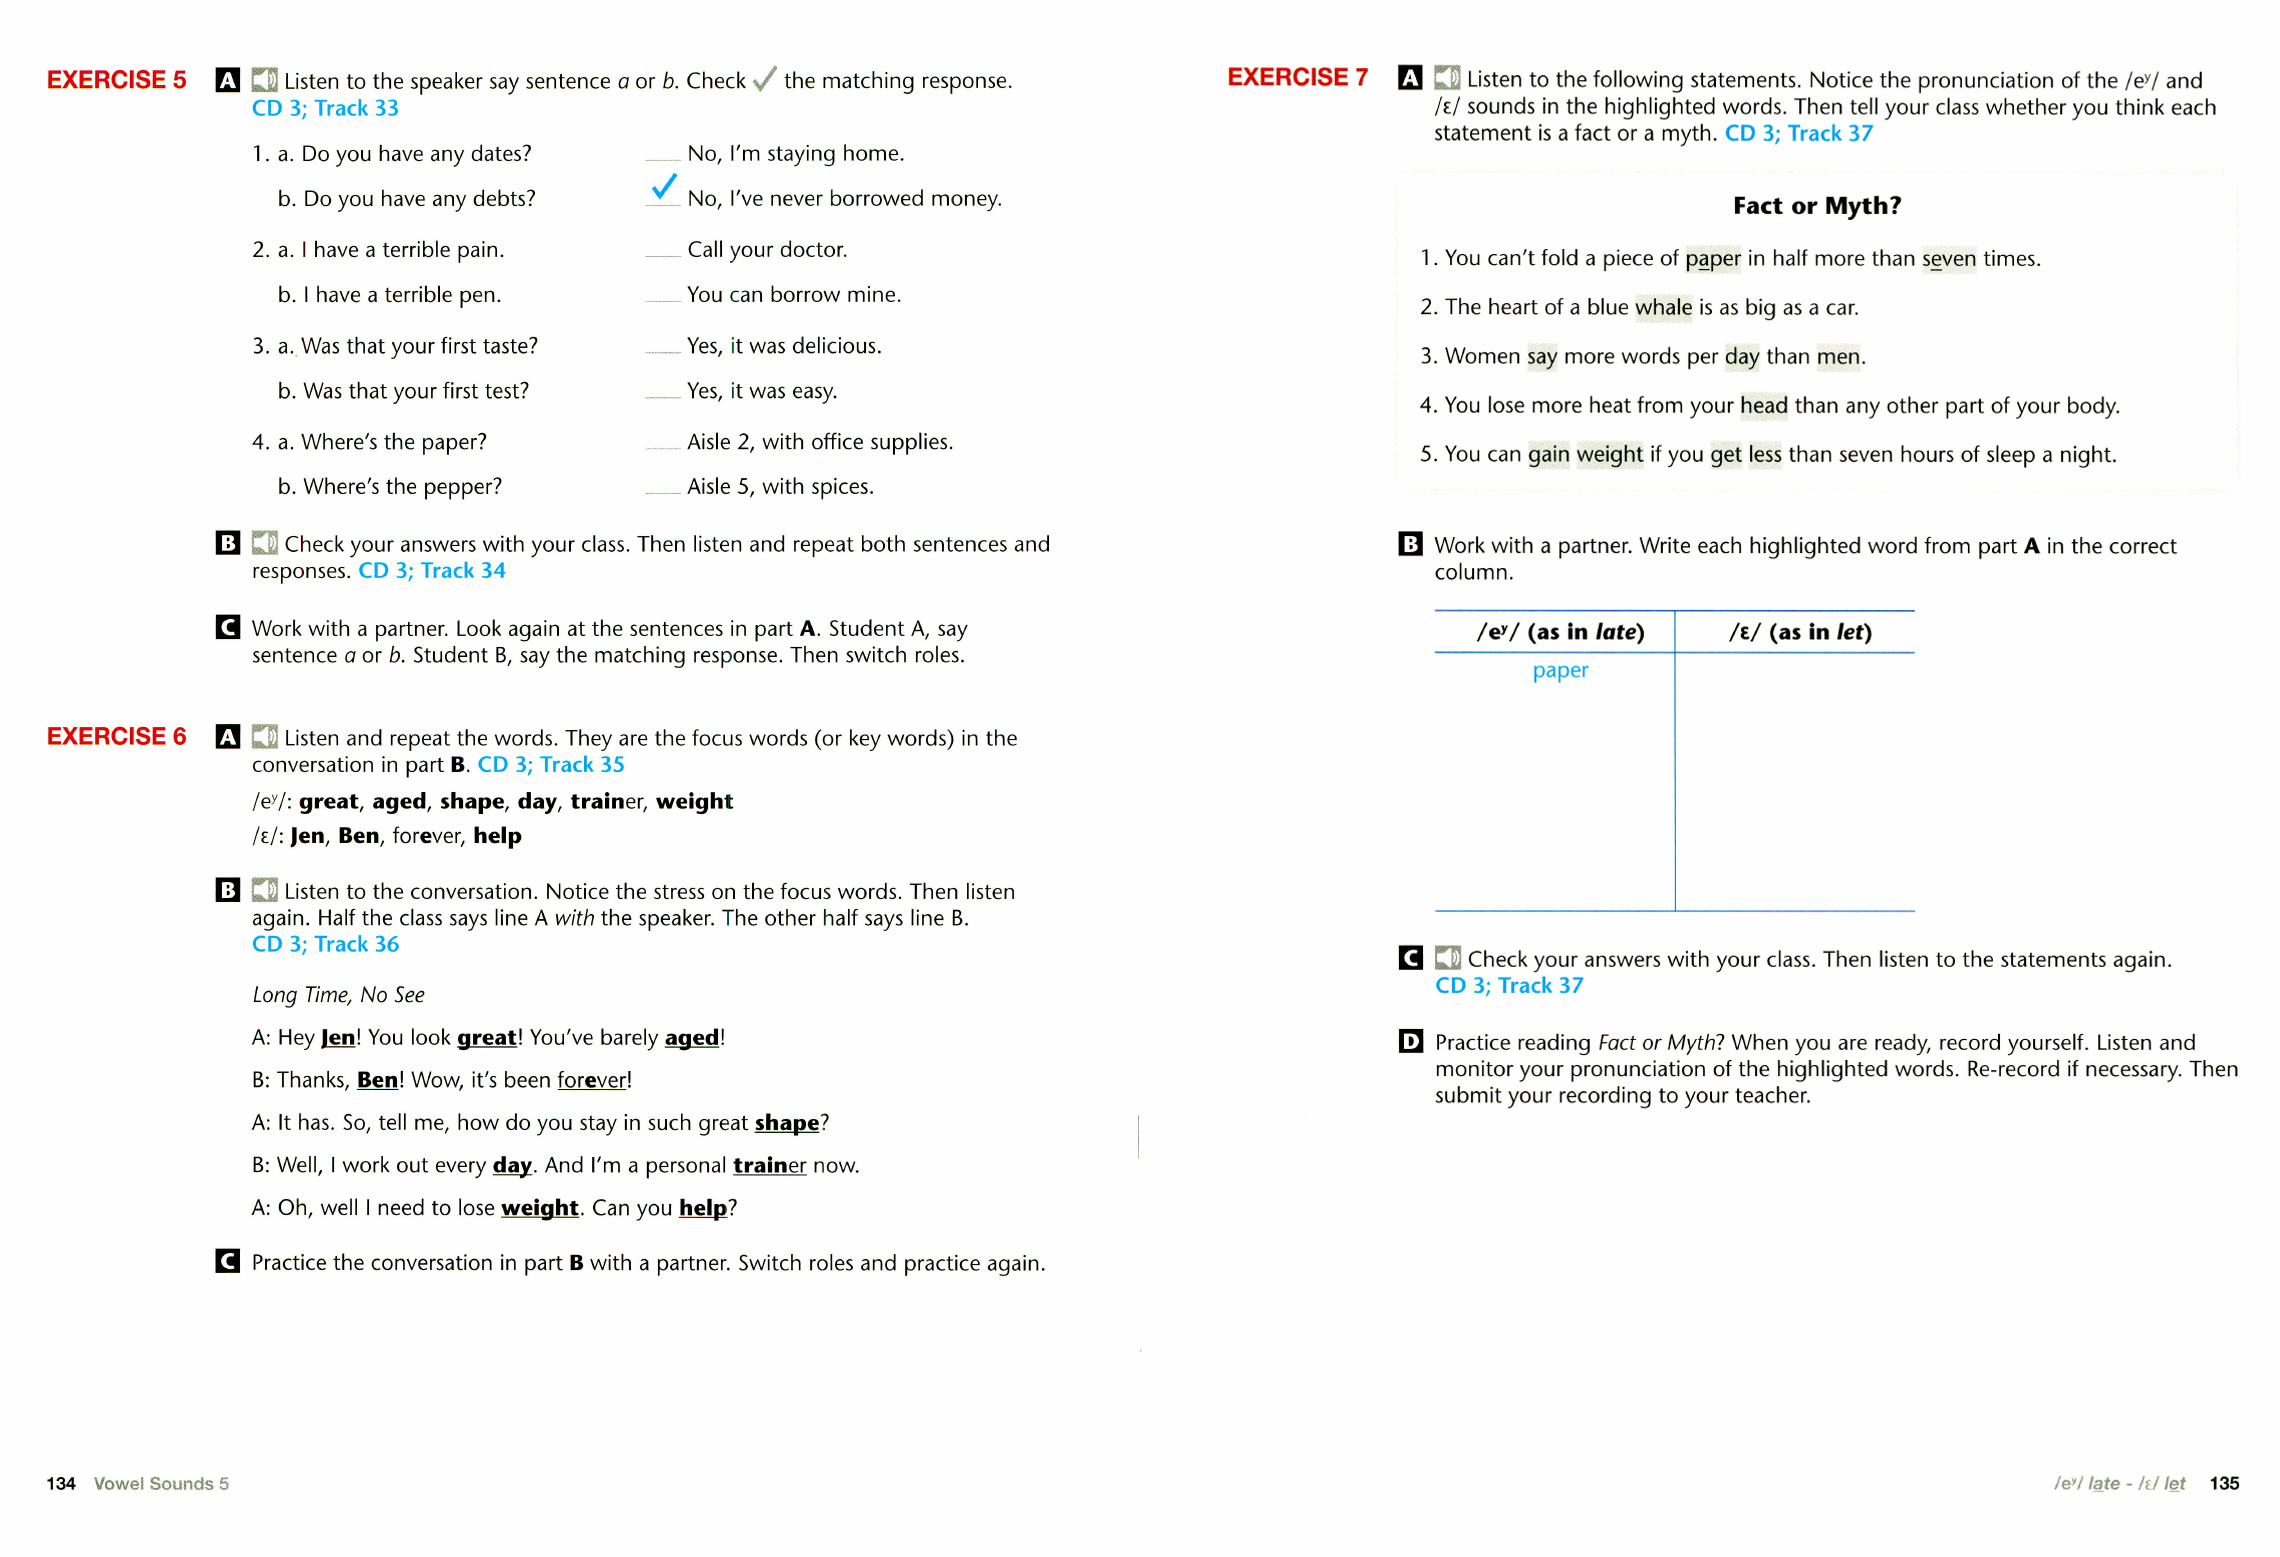 EXERCISE 5 A Listen to the speaker say sentence a or b. Check ✓ the matching response.
CD 3; Track 33
1. a. Do you have any dates? ___ No, I'm staying home.
b. Do you have any debts? ✓ No, I've never borrowed money.
2. a. I have a terrible pain. ___ Call your doctor.
b. I have a terrible pen. ___ You can borrow mine.
3. a. Was that your first taste? ___ Yes, it was delicious.
b. Was that your first test? ___ Yes, it was easy.
4. a. Where's the paper? ___ Aisle 2, with office supplies.
b. Where's the pepper? ___ Aisle 5, with spices.
B Check your answers with your class. Then listen and repeat both sentences and
responses. CD 3; Track 34
C Work with a partner. Look again at the sentences in part A. Student A, say
sentence a or b. Student B, say the matching response. Then switch roles.
EXERCISE 6 A Listen and repeat the words. They are the focus words (or key words) in the
conversation in part B. CD 3; Track 35
/eʸ/: great, aged, shape, day, trainer, weight
/ɛ/: Jen, Ben, forever, help
B Listen to the conversation. Notice the stress on the focus words. Then listen
again. Half the class says line A with the speaker. The other half says line B.
CD 3; Track 36
Long Time, No See
A: Hey Jen! You look great! You've barely aged!
B: Thanks, Ben! Wow, it's been forever!
A: It has. So, tell me, how do you stay in such great shape?
B: Well, I work out every day. And I'm a personal trainer now.
A: Oh, well I need to lose weight. Can you help?
C Practice the conversation in part B with a partner. Switch roles and practice again.
134 Vowel Sounds 5
EXERCISE 7 A Listen to the following statements. Notice the pronunciation of the /eʸ/ and
/ɛ/ sounds in the highlighted words. Then tell your class whether you think each
statement is a fact or a myth. CD 3; Track 37
Fact or Myth?
1. You can't fold a piece of paper in half more than seven times.
2. The heart of a blue whale is as big as a car.
3. Women say more words per day than men.
4. You lose more heat from your head than any other part of your body.
5. You can gain weight if you get less than seven hours of sleep a night.
B Work with a partner. Write each highlighted word from part A in the correct
column.
/eʸ/ (as in late) /ɛ/ (as in let)
paper
C Check your answers with your class. Then listen to the statements again.
CD 3; Track 37
D Practice reading Fact or Myth? When you are ready, record yourself. Listen and
monitor your pronunciation of the highlighted words. Re-record if necessary. Then
submit your recording to your teacher.
/eʸ/ late - /ɛ/ let 135